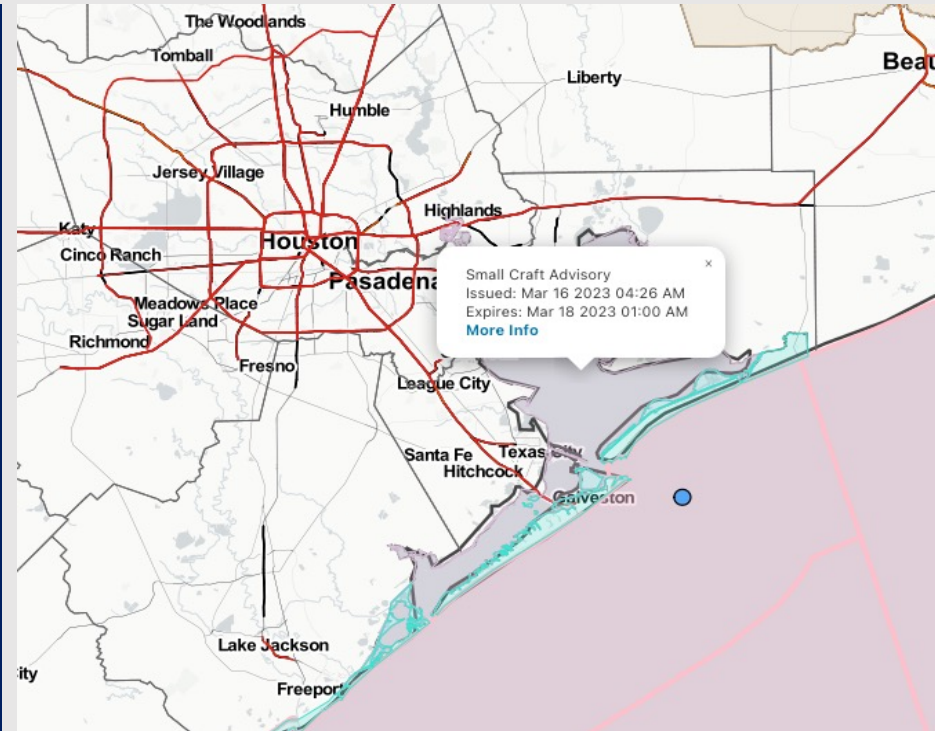 The Woodlands
Tomball
Liberty
Beau
Humble
Jersey Village
Highlands
Katy
Houston
Cinco Ranch
Pasadena
×
Small Craft Advisory
Issued: Mar 16 2023 04:26 AM
Expires: Mar 18 2023 01:00 AM
More Info
Meadows Place
Sugar Land
Richmond
Fresno
League City
Santa Fe
Texas City
Hitchcock
Galveston
Lake Jackson
ity
Freeport